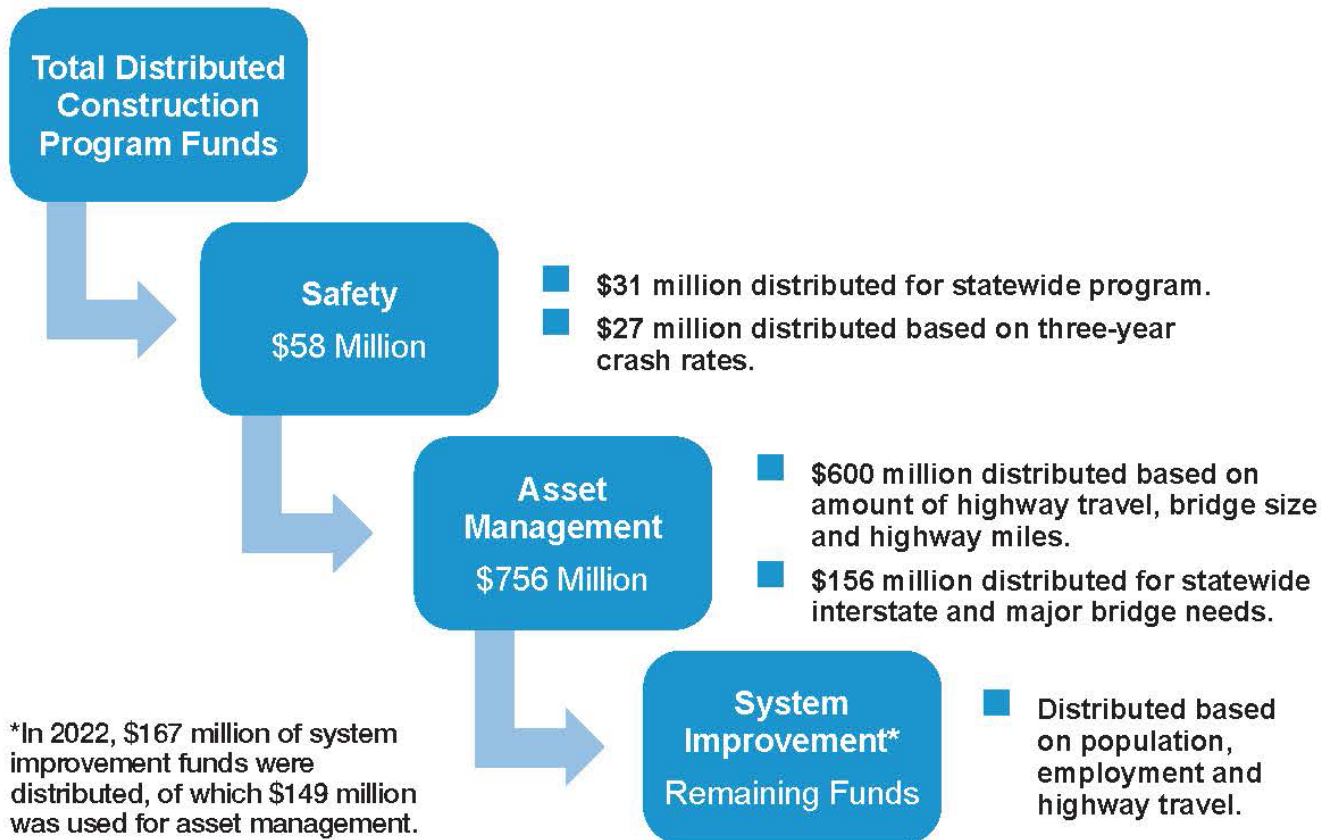 Total Distributed
Construction
Program Funds
Safety
$58 Million
$31 million distributed for statewide program.
$27 million distributed based on three-year
crash rates.
Asset
Management
$756 Million
$600 million distributed based on
amount of highway travel, bridge size
and highway miles.
$156 million distributed for statewide
interstate and major bridge needs.
System
Improvement*
Remaining Funds
Distributed based
on population,
employment and
highway travel.
*In 2022, $167 million of system
improvement funds were
distributed, of which $149 million
was used for asset management.